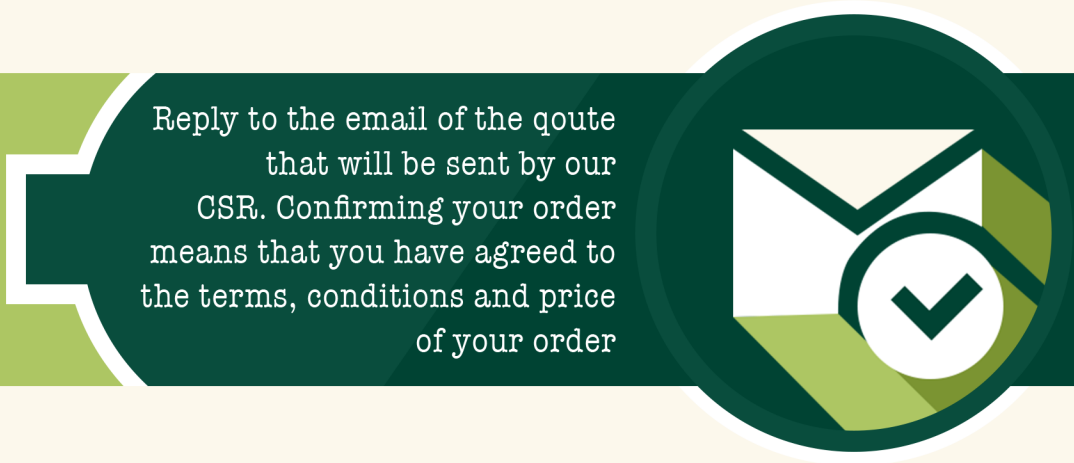 Reply to the email of the qoute
that will be sent by our
CSR. Confirming your order
means that you have agreed to
the terms, conditions and price
of your order